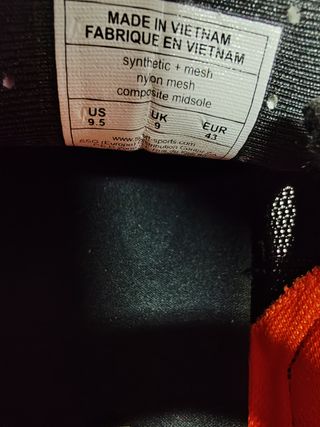 MADE IN VIETNAM
FABRIQUE EN VIETNAM
synthetic + mesh
nylon mesh
composite midsole
US UK EUR
9.5 9 43